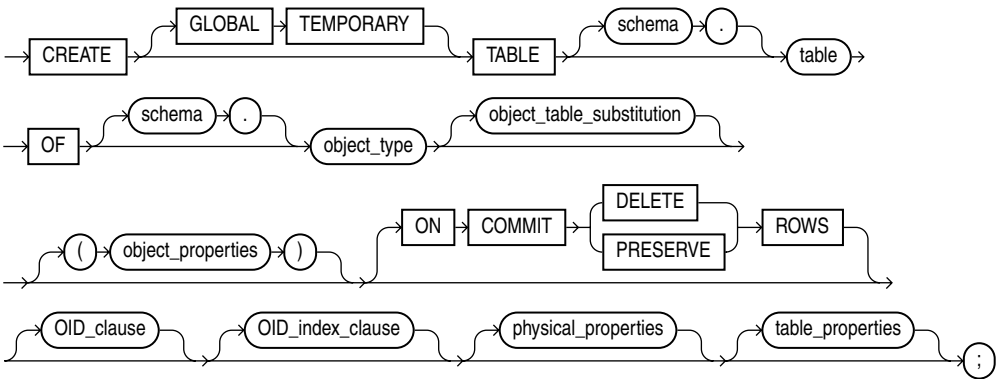 CREATE GLOBAL TEMPORARY TABLE schema . table
OF schema . object_type object_table_substitution
( object_properties ) ON COMMIT DELETE PRESERVE ROWS
OID_clause OID_index_clause physical_properties table_properties ;